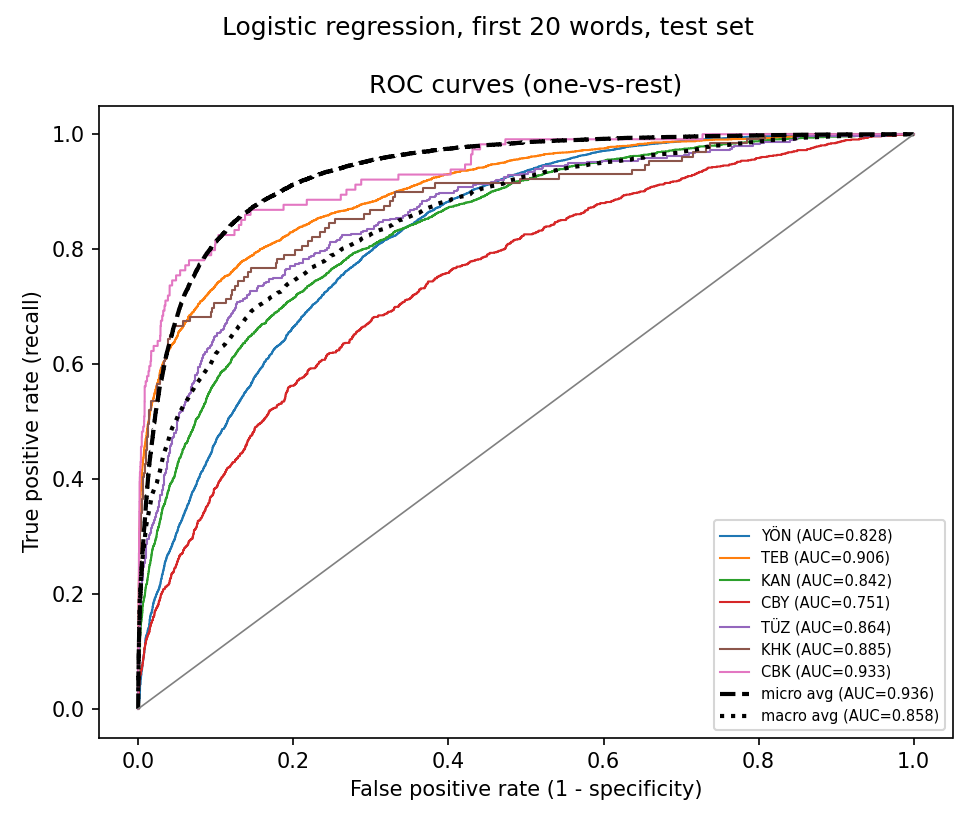 Logistic regression, first 20 words, test set
ROC curves (one-vs-rest)
True positive rate (recall)
1.0
0.8
0.6
0.4
0.2
0.0
YÖN (AUC=0.828)
TEB (AUC=0.906)
KAN (AUC=0.842)
CBY (AUC=0.751)
TÜZ (AUC=0.864)
KHK (AUC=0.885)
CBK (AUC=0.933)
micro avg (AUC=0.936)
macro avg (AUC=0.858)
0.0 0.2 0.4 0.6 0.8 1.0
False positive rate (1 - specificity)